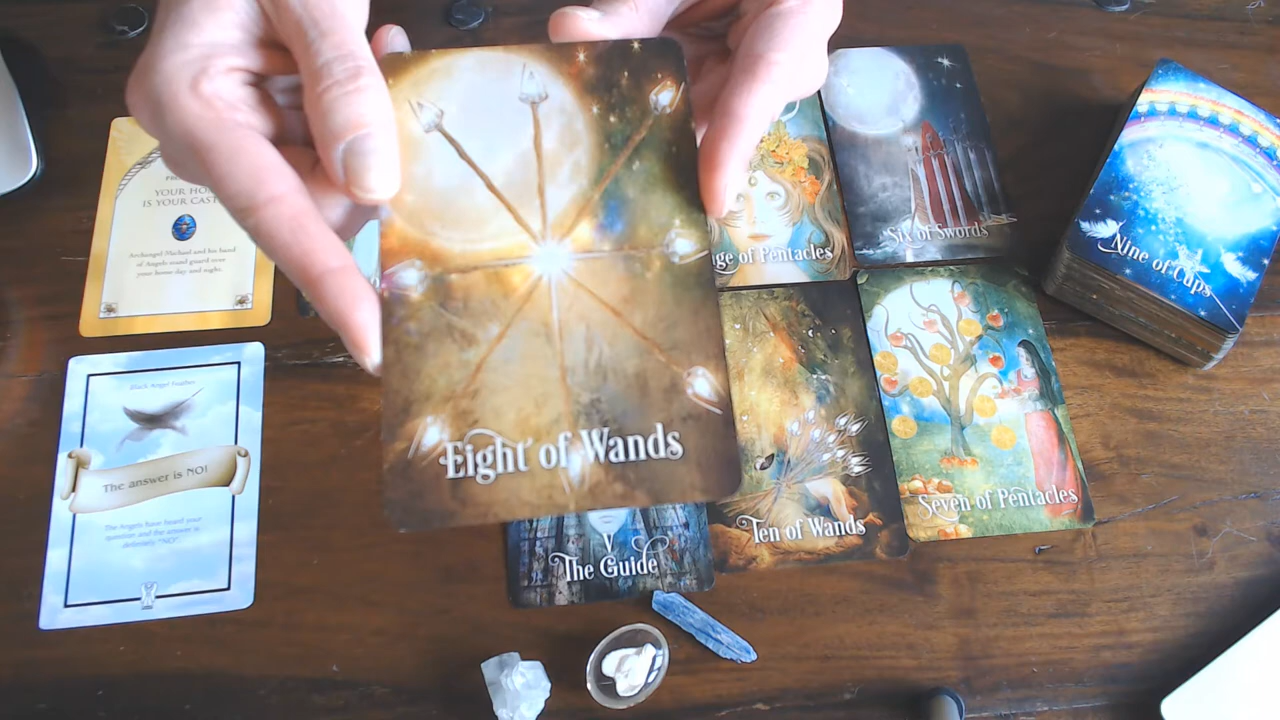 YOUR HO
IS YOUR CAST
Archangel Michael and his band
of Angels stand guard over
your home day and night.
Black Angel Feather
The answer is NO!
The Angels have heard your
question and the answer is
definitely "NO".
Eight of Wands
ge of Pentacles
Six of Swords
Nine of Cups
V
The Guide
Ten of Wands
Seven of Pentacles